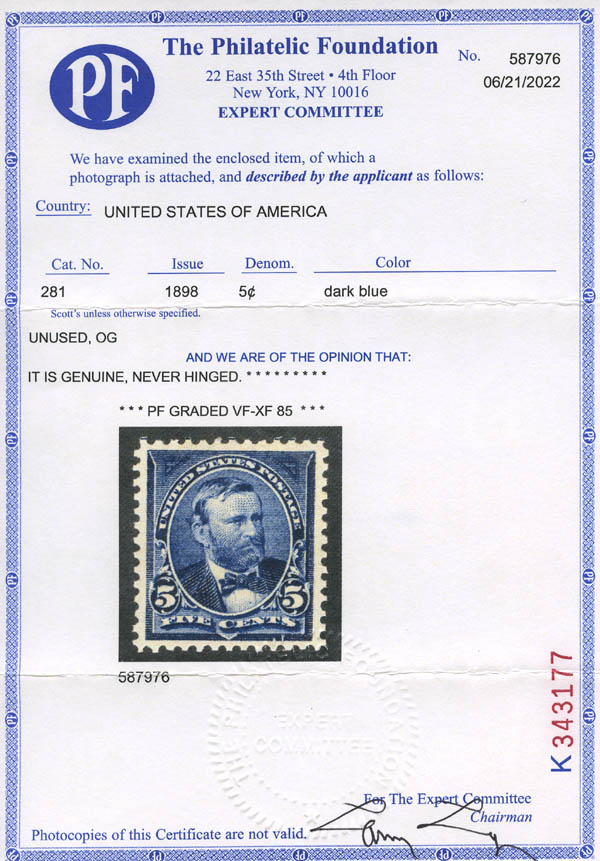 PF
The Philatelic Foundation
No. 587976
22 East 35th Street • 4th Floor
06/21/2022
New York, NY 10016
EXPERT COMMITTEE
We have examined the enclosed item, of which a
photograph is attached, and described by the applicant as follows:
Country: UNITED STATES OF AMERICA
Cat. No. Issue Denom. Color
281 1898 5¢ dark blue
Scott's unless otherwise specified.
UNUSED, OG
AND WE ARE OF THE OPINION THAT:
IT IS GENUINE, NEVER HINGED. * * * * * * * * *
* * * PF GRADED VF-XF 85 * * *
UNITED STATES POSTAGE
5 5
FIVE CENTS
587976
EXPERT
COMMITTEE
K 343177
For The Expert Committee
Chairman
Photocopies of this Certificate are not valid.